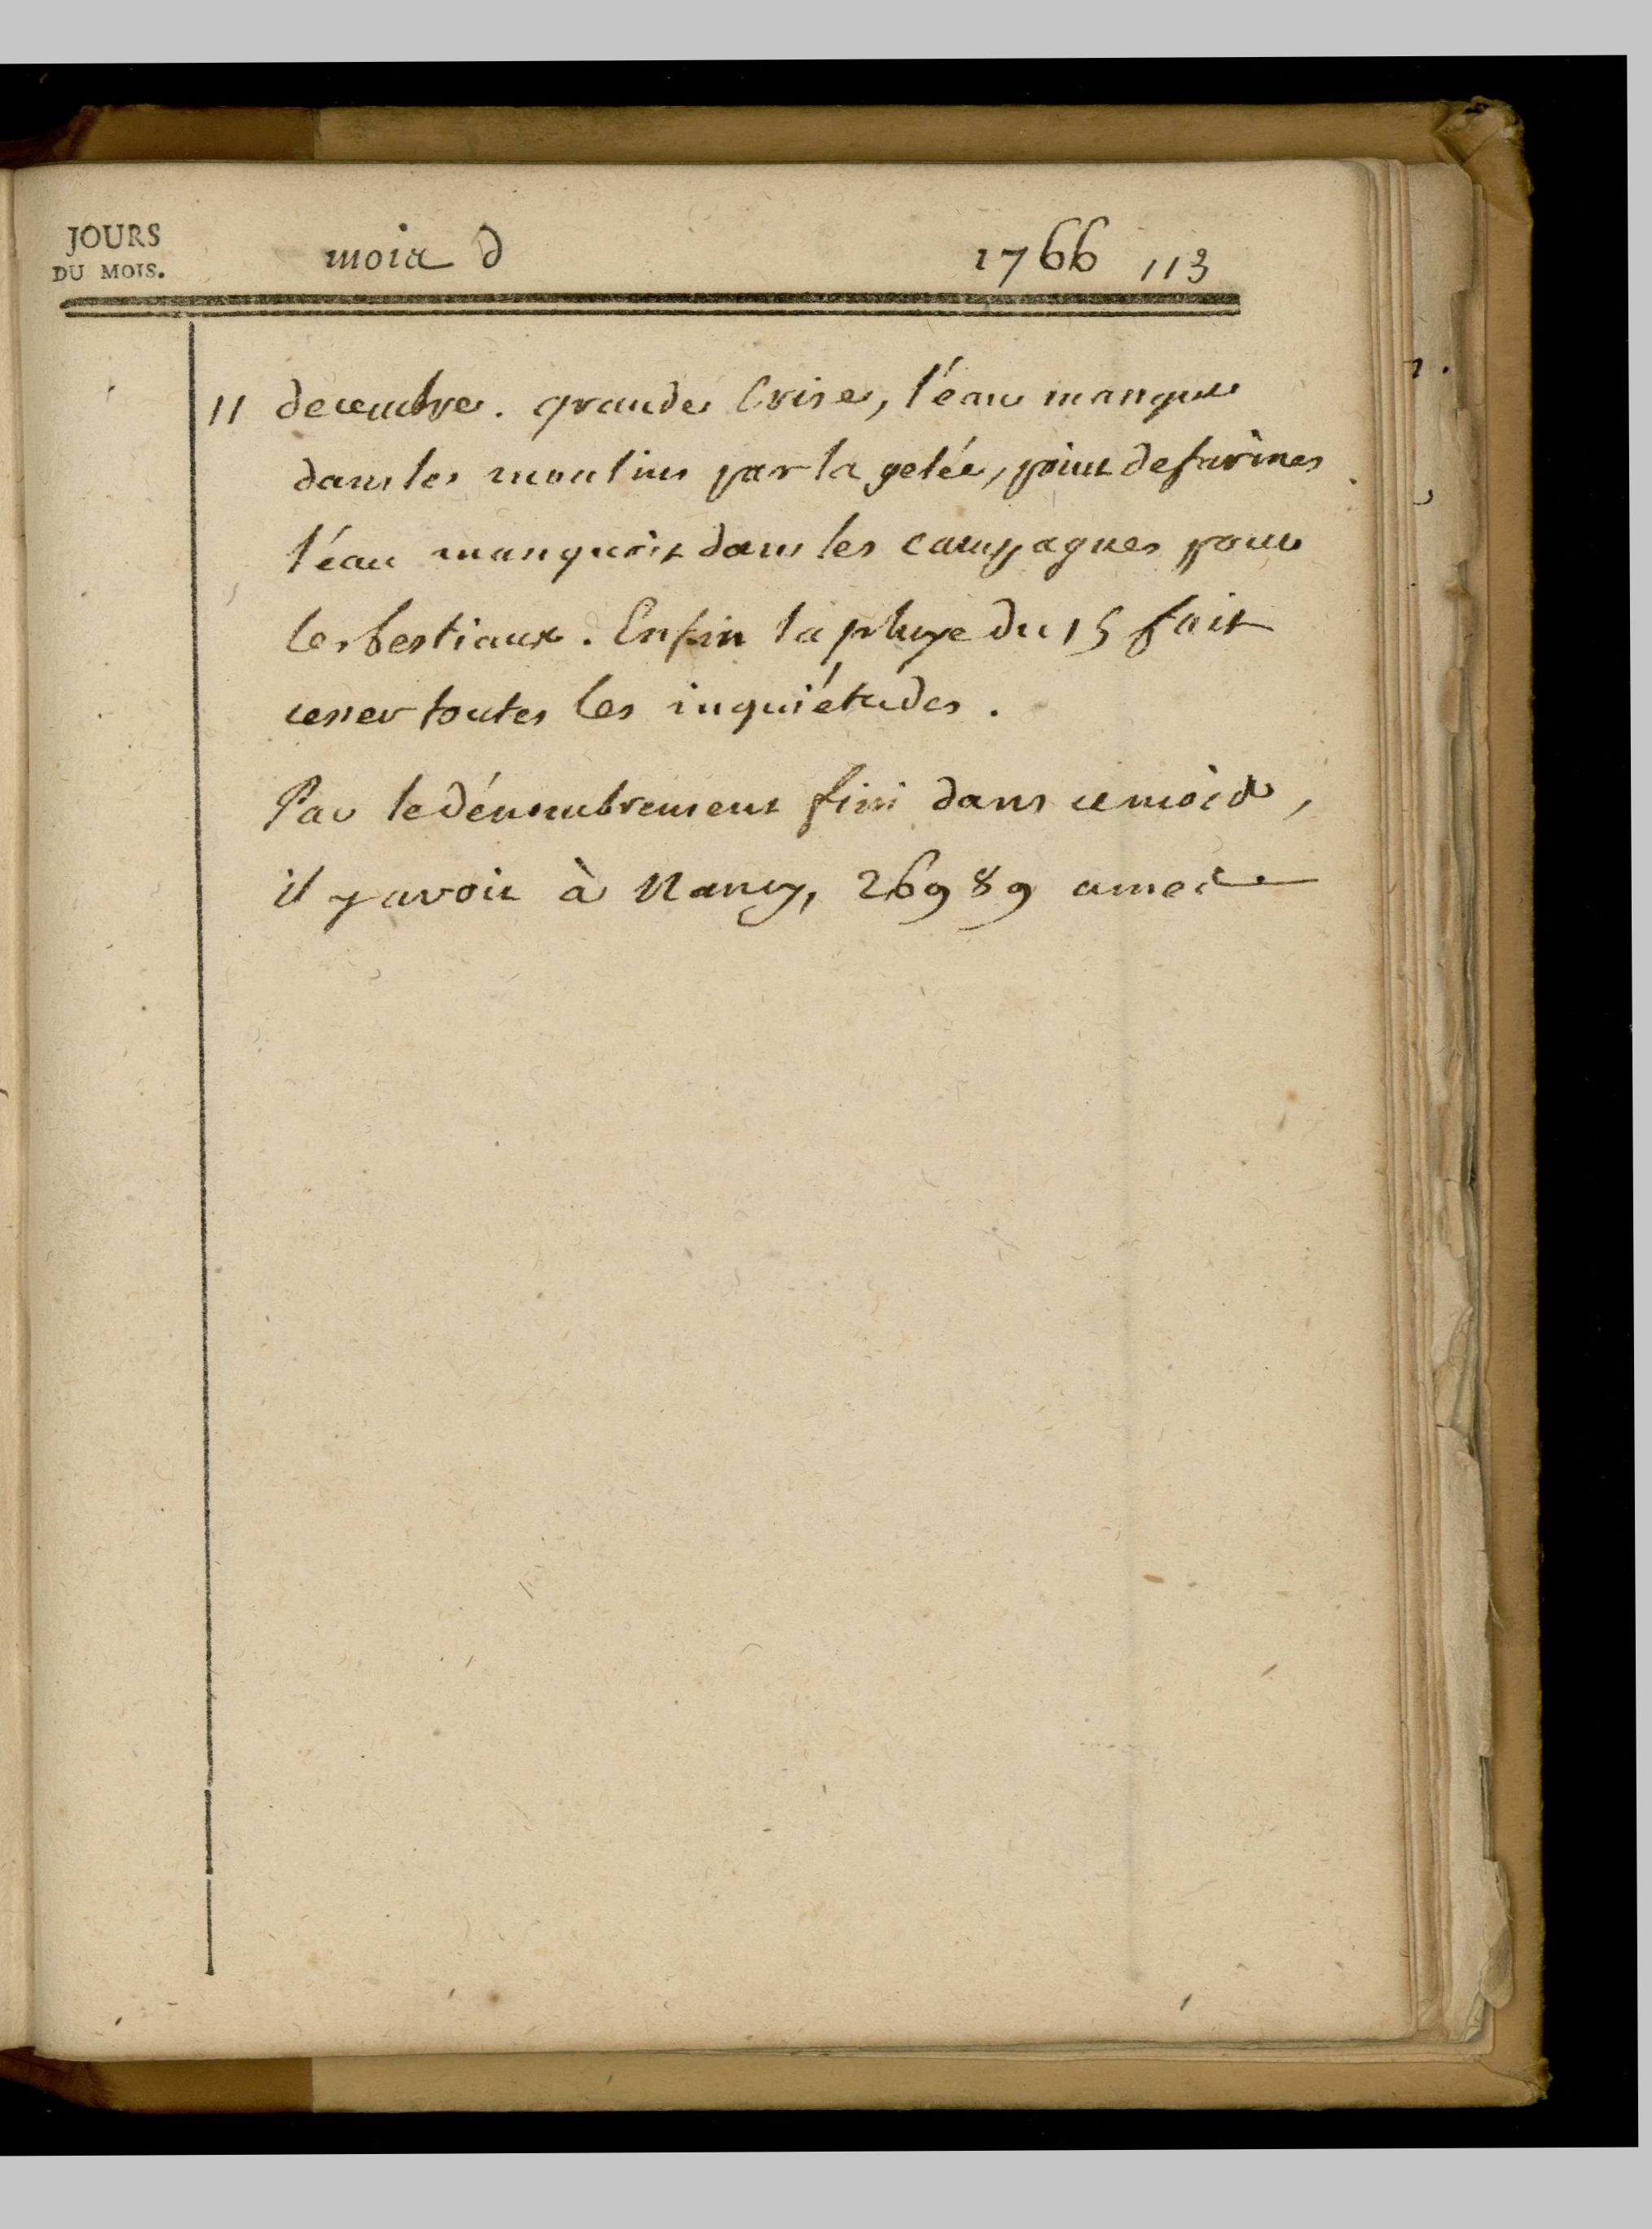 JOURS
DU MOIS.
mois d 1766 113
11 decembre. grande Crise, l'eau manque
dans les moulins par la gelée, point de farines
l'éau manquoit dans les campagnes pour
les bestiaux. Enfin la pluye du 15 fait
cesser toutes les inquiétudes.
Par le dénombrement fini dans ce mois,
il y avoit à Nancy, 26989 ames